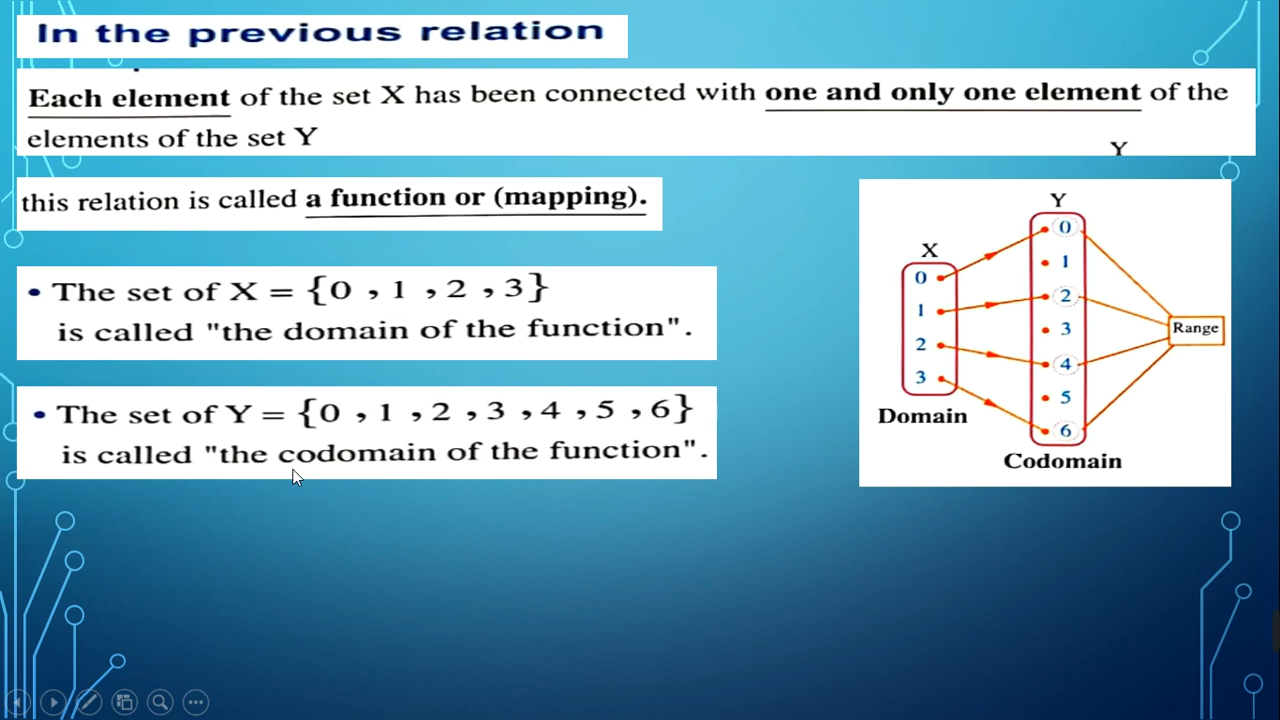 In the previous relation
Each element of the set X has been connected with one and only one element of the
elements of the set Y
Y
this relation is called a function or (mapping).
• The set of X = {0 , 1 , 2 , 3}
is called "the domain of the function".
• The set of Y = {0 , 1 , 2 , 3 , 4 , 5 , 6}
is called "the codomain of the function".
X
0
1
2
3
Domain
Y
0
1
2
3
4
5
6
Codomain
Range